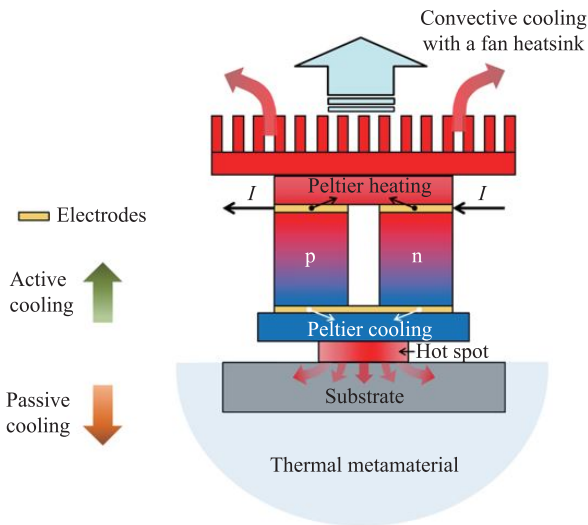 Convective cooling
with a fan heatsink
I
Peltier heating
I
Electrodes
p
n
Active
cooling
Peltier cooling
Hot spot
Passive
cooling
Substrate
Thermal metamaterial